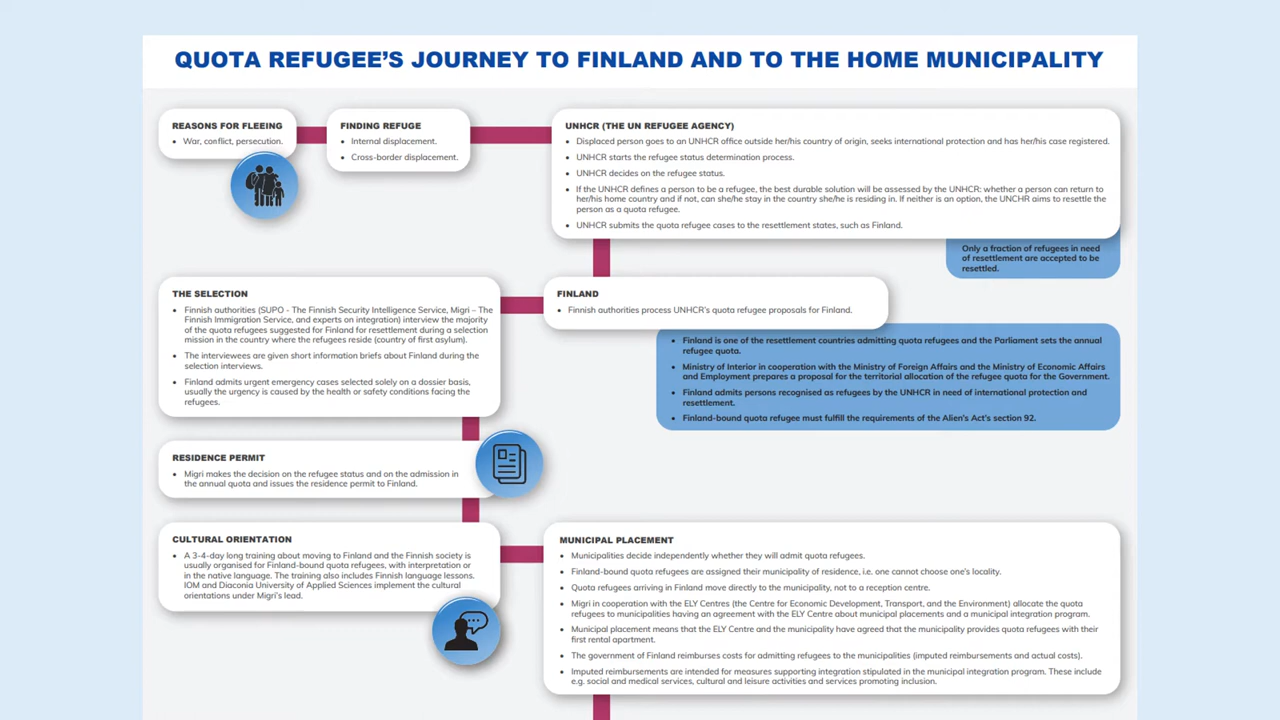 QUOTA REFUGEE'S JOURNEY TO FINLAND AND TO THE HOME MUNICIPALITY
REASONS FOR FLEEING
• War, conflict, persecution.
FINDING REFUGE
• Internal displacement.
• Cross-border displacement.
UNHCR (THE UN REFUGEE AGENCY)
• Displaced person goes to an UNHCR office outside her/his country of origin, seeks international protection and has her/his case registered.
• UNHCR starts the refugee status determination process.
• UNHCR decides on the refugee status.
• If the UNHCR defines a person to be a refugee, the best durable solution will be assessed by the UNHCR: whether a person can return to
her/his home country and if not, can she/he stay in the country she/he is residing in. If neither is an option, the UNCHR aims to resettle the
person as a quota refugee.
• UNHCR submits the quota refugee cases to the resettlement states, such as Finland.
Only a fraction of refugees in need
of resettlement are accepted to be
resettled.
THE SELECTION
• Finnish authorities (SUPO - The Finnish Security Intelligence Service, Migri - The
Finnish Immigration Service, and experts on integration) interview the majority
of the quota refugees suggested for Finland for resettlement during a selection
mission in the country where the refugees reside (country of first asylum).
• The interviewees are given short information briefs about Finland during the
selection interviews.
• Finland admits urgent emergency cases selected solely on a dossier basis,
usually the urgency is caused by the health or safety conditions facing the
refugees.
FINLAND
• Finnish authorities process UNHCR's quota refugee proposals for Finland.
• Finland is one of the resettlement countries admitting quota refugees and the Parliament sets the annual
refugee quota.
• Ministry of Interior in cooperation with the Ministry of Foreign Affairs and the Ministry of Economic Affairs
and Employment prepares a proposal for the territorial allocation of the refugee quota for the Government.
• Finland admits persons recognised as refugees by the UNHCR in need of international protection and
resettlement.
• Finland-bound quota refugee must fulfill the requirements of the Alien's Act's section 92.
RESIDENCE PERMIT
• Migri makes the decision on the refugee status and on the admission in
the annual quota and issues the residence permit to Finland.
CULTURAL ORIENTATION
• A 3-4-day long training about moving to Finland and the Finnish society is
usually organised for Finland-bound quota refugees, with interpretation or
in the native language. The training also includes Finnish language lessons.
IOM and Diaconia University of Applied Sciences implement the cultural
orientations under Migri's lead.
MUNICIPAL PLACEMENT
• Municipalities decide independently whether they will admit quota refugees.
• Finland-bound quota refugees are assigned their municipality of residence, i.e. one cannot choose one's locality.
• Quota refugees arriving in Finland move directly to the municipality, not to a reception centre.
• Migri in cooperation with the ELY Centres (the Centre for Economic Development, Transport, and the Environment) allocate the quota
refugees to municipalities having an agreement with the ELY Centre about municipal placements and a municipal integration program.
• Municipal placement means that the ELY Centre and the municipality have agreed that the municipality provides quota refugees with their
first rental apartment.
• The government of Finland reimburses costs for admitting refugees to the municipalities (imputed reimbursements and actual costs).
• Imputed reimbursements are intended for measures supporting integration stipulated in the municipal integration program. These include
e.g. social and medical services, cultural and leisure activities and services promoting inclusion.